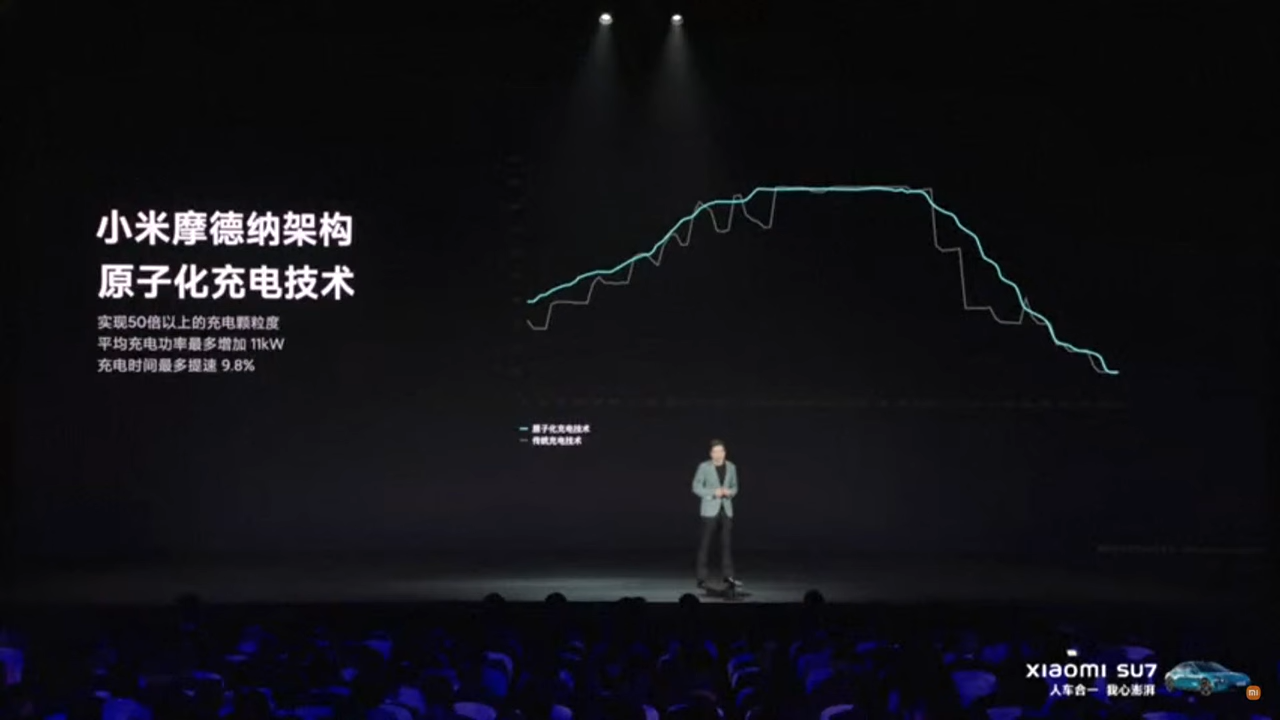 小米摩德纳架构
原子化充电技术
实现50倍以上的充电颗粒度
平均充电功率最多增加 11kW
充电时间最多提速 9.8%
原子化充电技术
传统充电技术
XIAOMI SU7
人车合一 我心澎湃